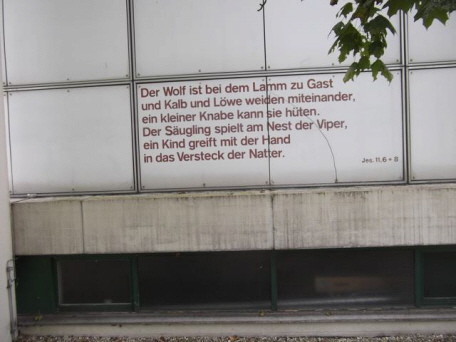 Der Wolf ist bei dem Lamm zu Gast
und Kalb und Löwe weiden miteinander,
ein kleiner Knabe kann sie hüten.
Der Säugling spielt am Nest der Viper,
ein Kind greift mit der Hand
in das Versteck der Natter.
Jes. 11,6 + 8